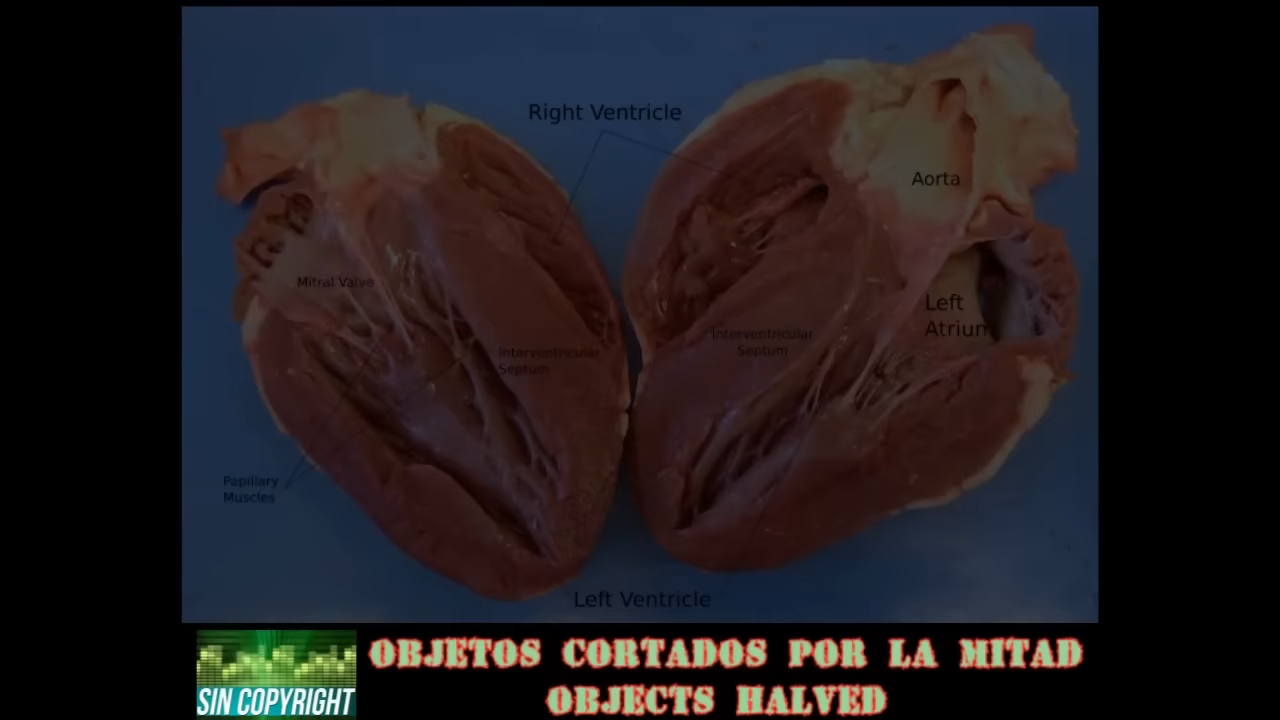 Right Ventricle
Aorta
Mitral Valve
Left
Atrium
Interventricular
Septum
Interventricular
Septum
Papillary
Muscles
Left Ventricle
OBJETOS CORTADOS POR LA MITAD
OBJECTS HALVED
SIN COPYRIGHT